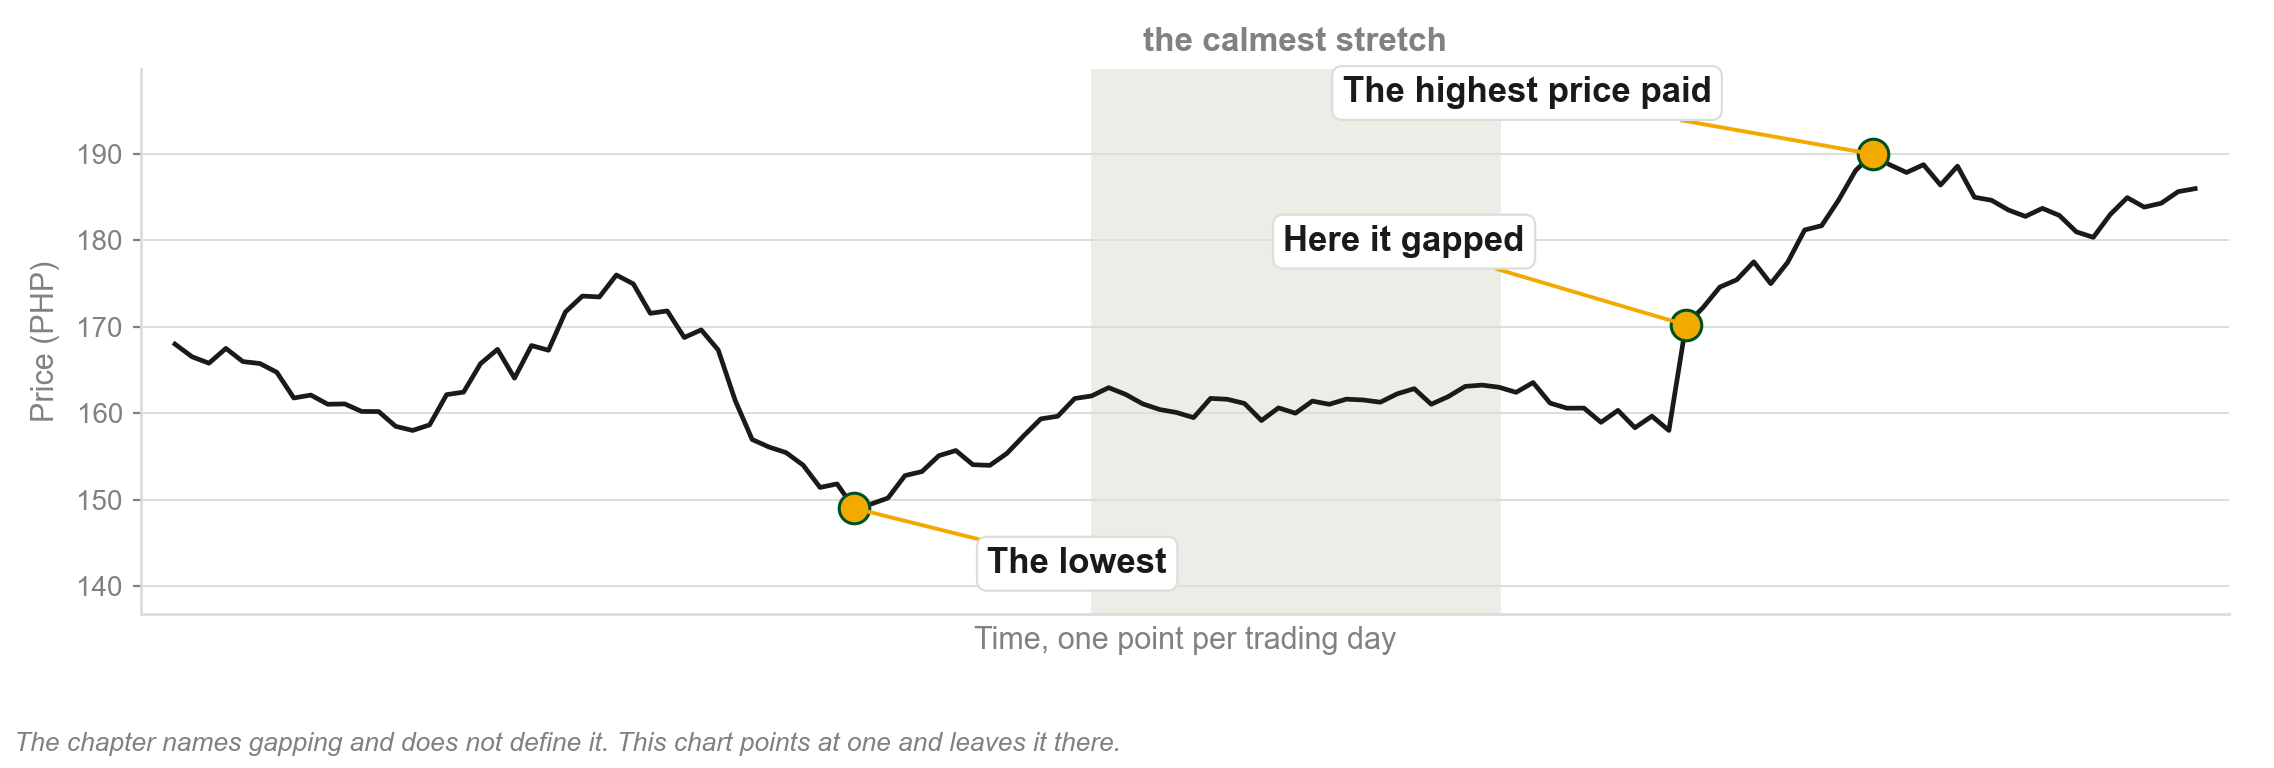 the calmest stretch
The highest price paid
190
Here it gapped
180
170
160
150
The lowest
140
Price (PHP)
Time, one point per trading day
The chapter names gapping and does not define it. This chart points at one and leaves it there.